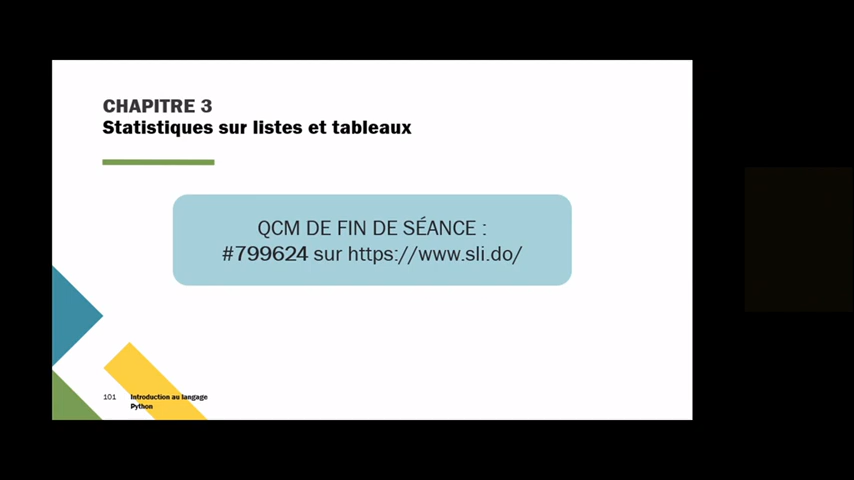 CHAPITRE 3
Statistiques sur listes et tableaux
QCM DE FIN DE SÉANCE :
#799624 sur https://www.sli.do/
101
Introduction au langage
Python